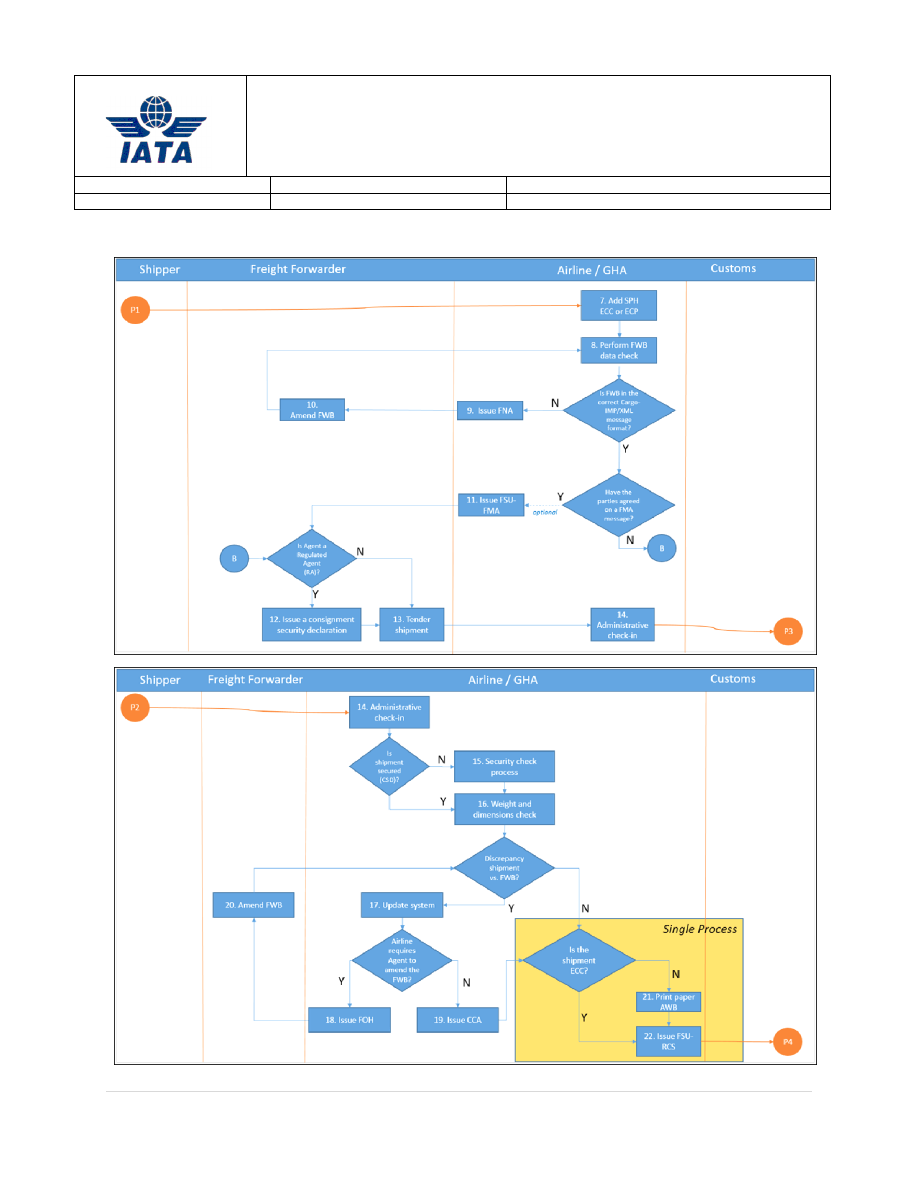 IATA
Shipper Freight Forwarder Airline / GHA Customs
P1
7. Add SPH
ECC or ECP
8. Perform FWB
data check
Is FWB in the
correct Cargo-
IMP/XML
message
format?
N
9. Issue FNA
10.
Amend FWB
Y
Have the
parties agreed
on a FMA
message?
Y
optional
11. Issue FSU-
FMA
N
B
B
Is Agent a
Regulated
Agent
(RA)?
N
Y
12. Issue a consignment
security declaration
13. Tender
shipment
14.
Administrative
check-in
P3
Shipper Freight Forwarder Airline / GHA Customs
P2
14. Administrative
check-in
Is
shipment
secured
(CSD)?
N
15. Security check
process
Y
16. Weight and
dimensions check
Discrepancy
shipment
vs. FWB?
20. Amend FWB
17. Update system
Y
N
Single Process
Airline
requires
Agent to
amend the
FWB?
Y
N
Is the
shipment
ECC?
N
21. Print paper
AWB
18. Issue FOH
19. Issue CCA
Y
22. Issue FSU-
RCS
P4